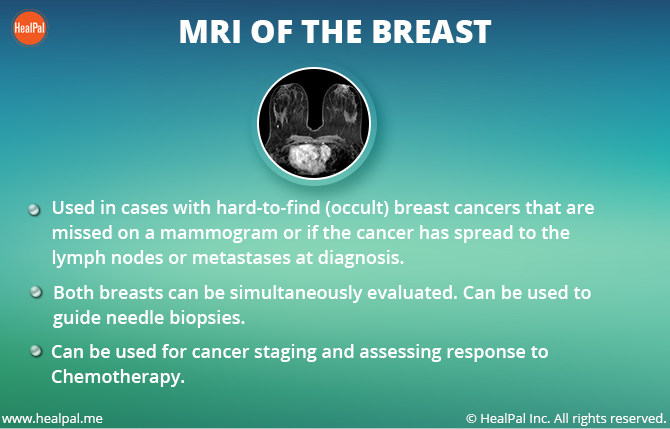 HealPal
MRI OF THE BREAST
Used in cases with hard-to-find (occult) breast cancers that are
missed on a mammogram or if the cancer has spread to the
lymph nodes or metastases at diagnosis.
Both breasts can be simultaneously evaluated. Can be used to
guide needle biopsies.
Can be used for cancer staging and assessing response to
Chemotherapy.
www.healpal.me
© HealPal Inc. All rights reserved.